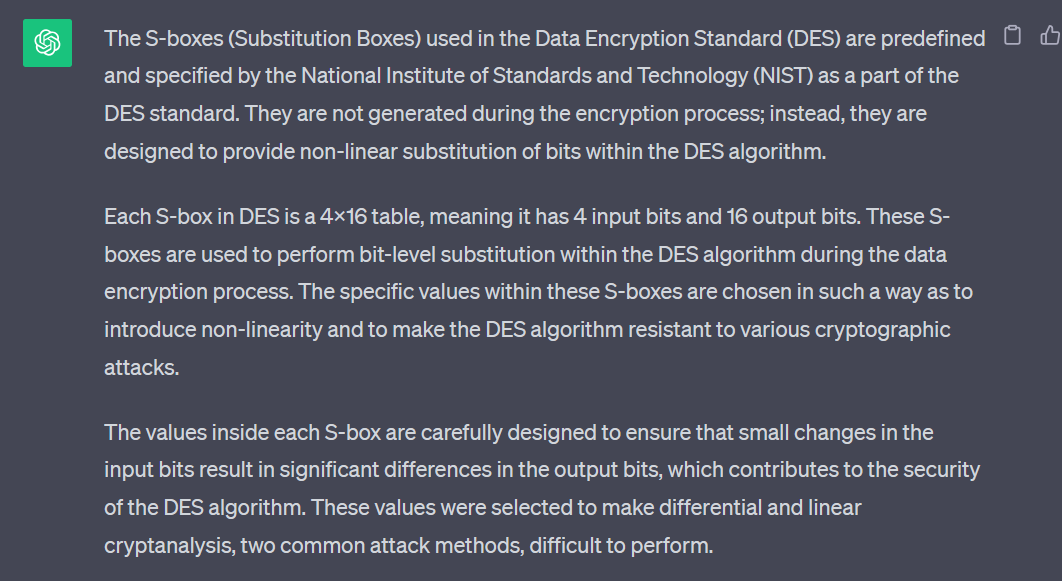 The S-boxes (Substitution Boxes) used in the Data Encryption Standard (DES) are predefined
and specified by the National Institute of Standards and Technology (NIST) as a part of the
DES standard. They are not generated during the encryption process; instead, they are
designed to provide non-linear substitution of bits within the DES algorithm.
Each S-box in DES is a 4×16 table, meaning it has 4 input bits and 16 output bits. These S-
boxes are used to perform bit-level substitution within the DES algorithm during the data
encryption process. The specific values within these S-boxes are chosen in such a way as to
introduce non-linearity and to make the DES algorithm resistant to various cryptographic
attacks.
The values inside each S-box are carefully designed to ensure that small changes in the
input bits result in significant differences in the output bits, which contributes to the security
of the DES algorithm. These values were selected to make differential and linear
cryptanalysis, two common attack methods, difficult to perform.